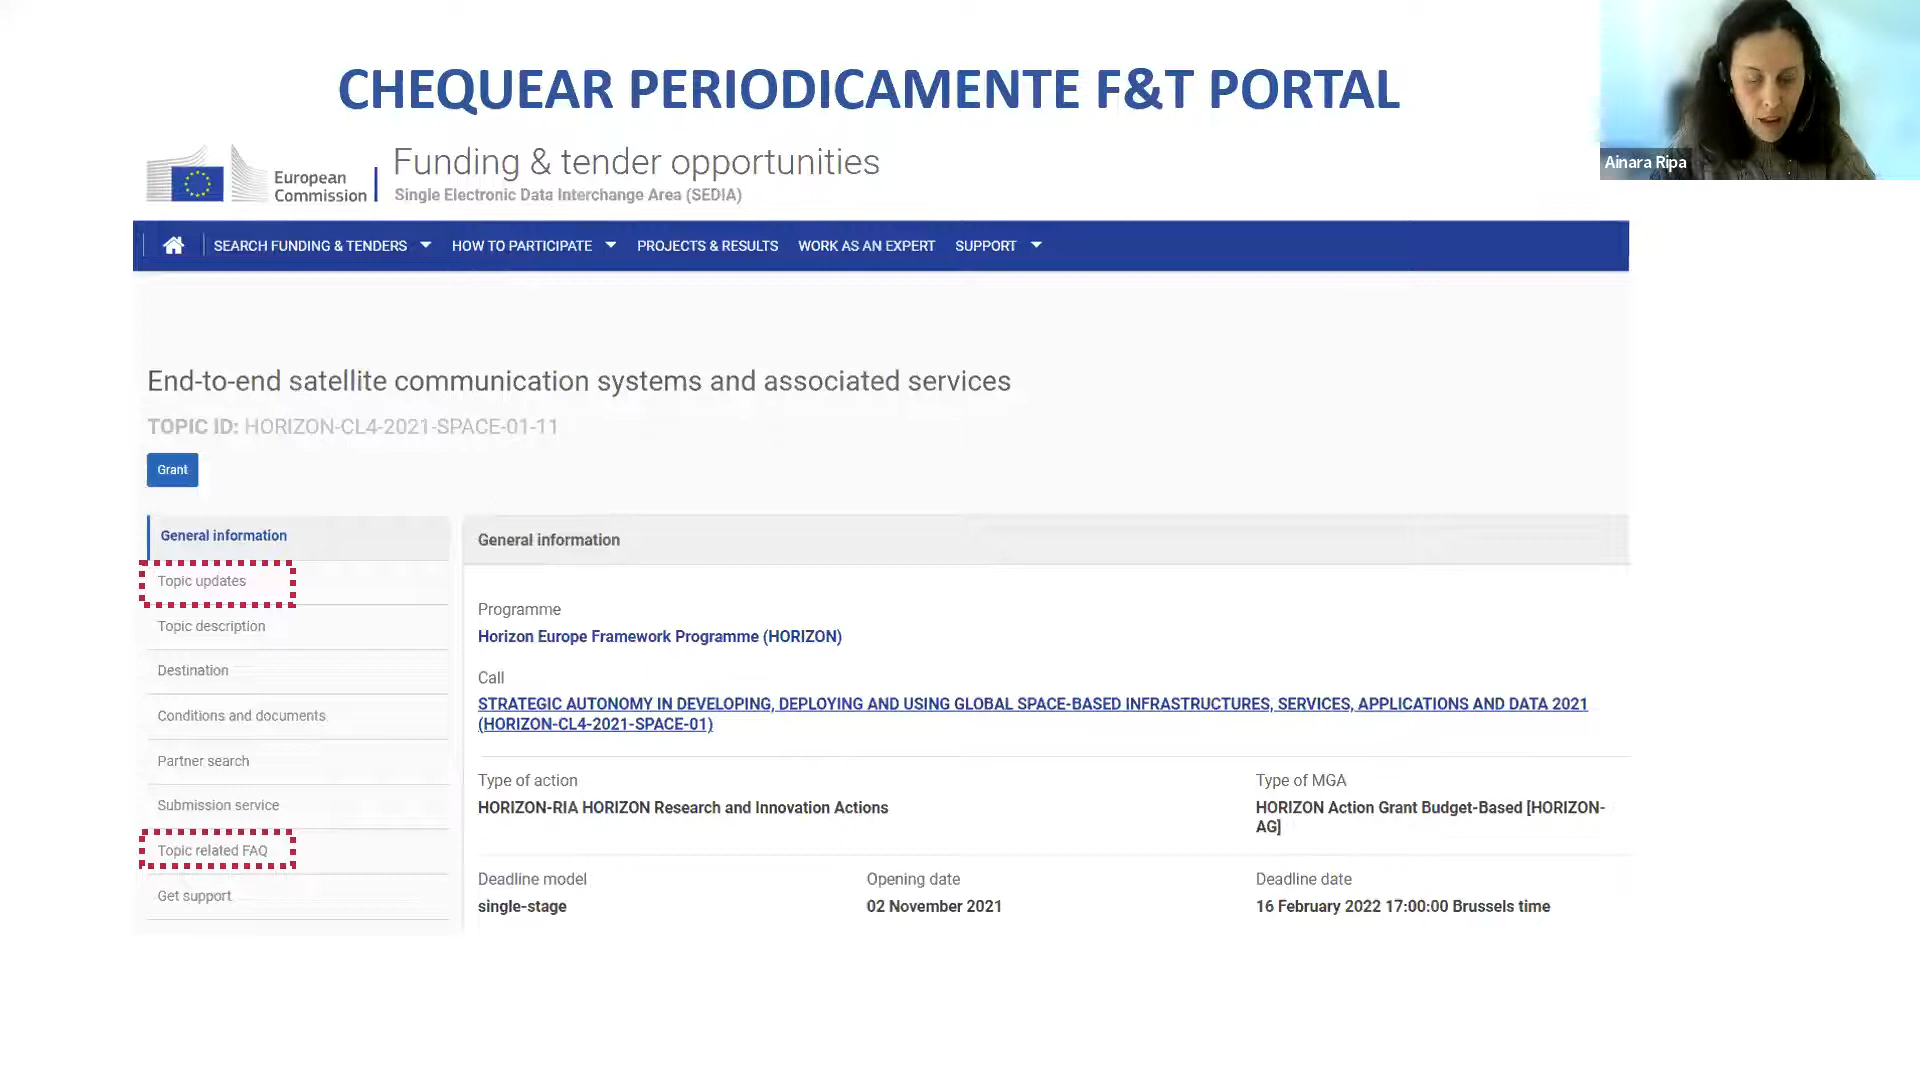 CHEQUEAR PERIODICAMENTE F&T PORTAL
Ainara Ripa
European
Commission
Funding & tender opportunities
Single Electronic Data Interchange Area (SEDIA)
SEARCH FUNDING & TENDERS HOW TO PARTICIPATE PROJECTS & RESULTS WORK AS AN EXPERT SUPPORT
End-to-end satellite communication systems and associated services
TOPIC ID: HORIZON-CL4-2021-SPACE-01-11
Grant
General information
Topic updates
Topic description
Destination
Conditions and documents
Partner search
Submission service
Topic related FAQ
Get support
General information
Programme
Horizon Europe Framework Programme (HORIZON)
Call
STRATEGIC AUTONOMY IN DEVELOPING, DEPLOYING AND USING GLOBAL SPACE-BASED INFRASTRUCTURES, SERVICES, APPLICATIONS AND DATA 2021
(HORIZON-CL4-2021-SPACE-01)
Type of action
HORIZON-RIA HORIZON Research and Innovation Actions
Type of MGA
HORIZON Action Grant Budget-Based [HORIZON-
AG]
Deadline model
single-stage
Opening date
02 November 2021
Deadline date
16 February 2022 17:00:00 Brussels time